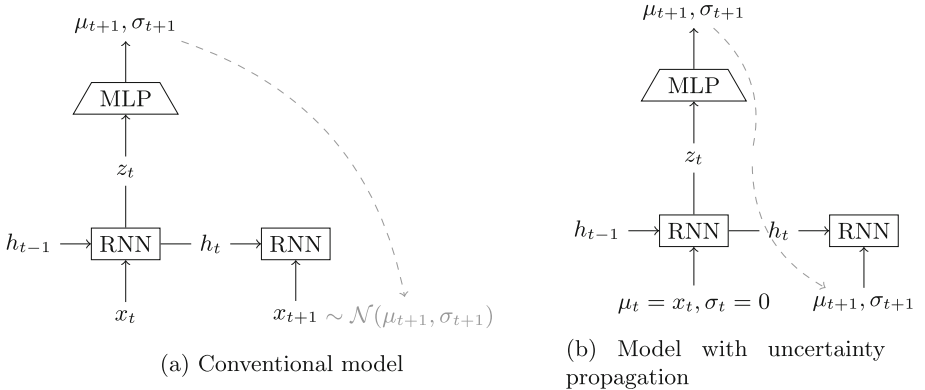 μ_{t+1}, σ_{t+1}
MLP
z_t
h_{t−1} RNN h_t RNN
x_t x_{t+1} ∼ 𝒩(μ_{t+1}, σ_{t+1})
(a) Conventional model
μ_{t+1}, σ_{t+1}
MLP
z_t
h_{t−1} RNN h_t RNN
μ_t = x_t, σ_t = 0 μ_{t+1}, σ_{t+1}
(b) Model with uncertainty
propagation